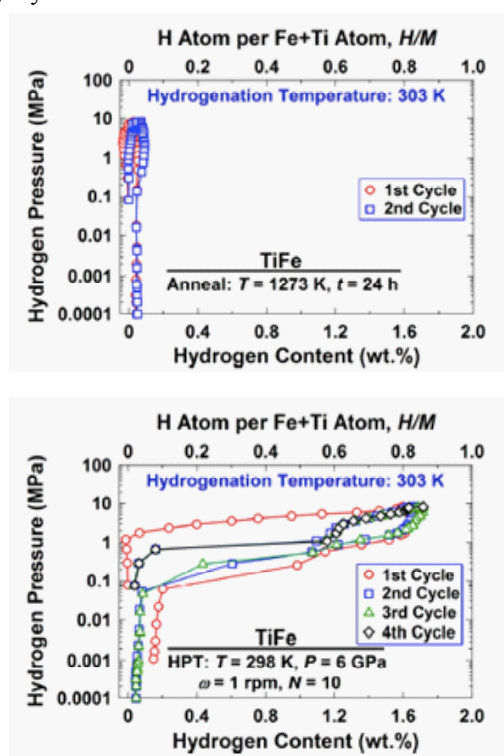 H Atom per Fe+Ti Atom, H/M
0 0.2 0.4 0.6 0.8 1.0
Hydrogen Pressure (MPa)
100
10
1
0.1
0.01
0.001
0.0001
Hydrogenation Temperature: 303 K
1st Cycle
2nd Cycle
TiFe
Anneal: T = 1273 K, t = 24 h
0 0.4 0.8 1.2 1.6 2.0
Hydrogen Content (wt.%)
H Atom per Fe+Ti Atom, H/M
0 0.2 0.4 0.6 0.8 1.0
Hydrogen Pressure (MPa)
100
10
1
0.1
0.01
0.001
0.0001
Hydrogenation Temperature: 303 K
1st Cycle
2nd Cycle
3rd Cycle
4th Cycle
TiFe
HPT: T = 298 K, P = 6 GPa
ω = 1 rpm, N = 10
0 0.4 0.8 1.2 1.6 2.0
Hydrogen Content (wt.%)